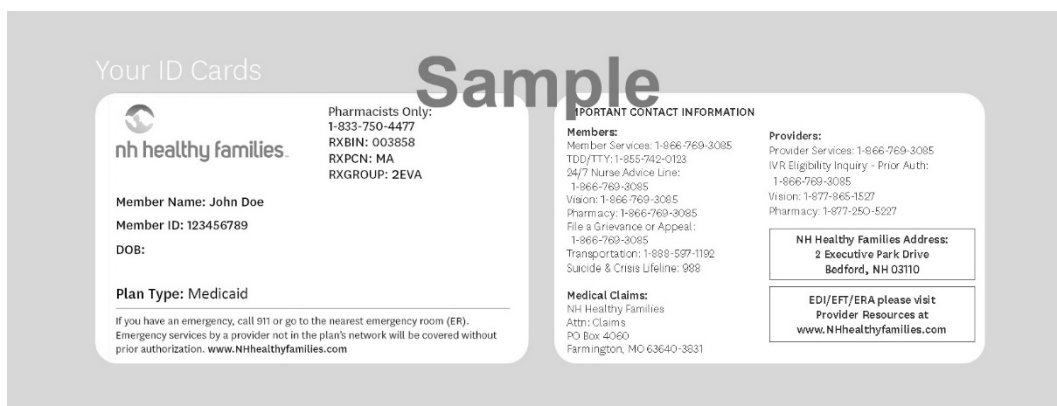 Your ID Cards
Sample
nh healthy families™
Pharmacists Only:
1-833-750-4477
RXBIN: 003858
RXPCN: MA
RXGROUP: 2EVA
Member Name: John Doe
Member ID: 123456789
DOB:
Plan Type: Medicaid
If you have an emergency, call 911 or go to the nearest emergency room (ER).
Emergency services by a provider not in the plan's network will be covered without
prior authorization. www.NHhealthyfamilies.com
IMPORTANT CONTACT INFORMATION
Members:
Member Services: 1-866-769-3085
TDD/TTY: 1-855-742-0123
24/7 Nurse Advice Line:
1-866-769-3085
Vision: 1-866-769-3085
Pharmacy: 1-866-769-3085
File a Grievance or Appeal:
1-866-769-3085
Transportation: 1-888-597-1192
Suicide & Crisis Lifeline: 988
Medical Claims:
NH Healthy Families
Attn: Claims
PO Box 4060
Farmington, MO 63640-3831
Providers:
Provider Services: 1-866-769-3085
IVR Eligibility Inquiry - Prior Auth:
1-866-769-3085
Vision: 1-877-865-1527
Pharmacy: 1-877-250-5227
NH Healthy Families Address:
2 Executive Park Drive
Bedford, NH 03110
EDI/EFT/ERA please visit
Provider Resources at
www.NHhealthyfamilies.com